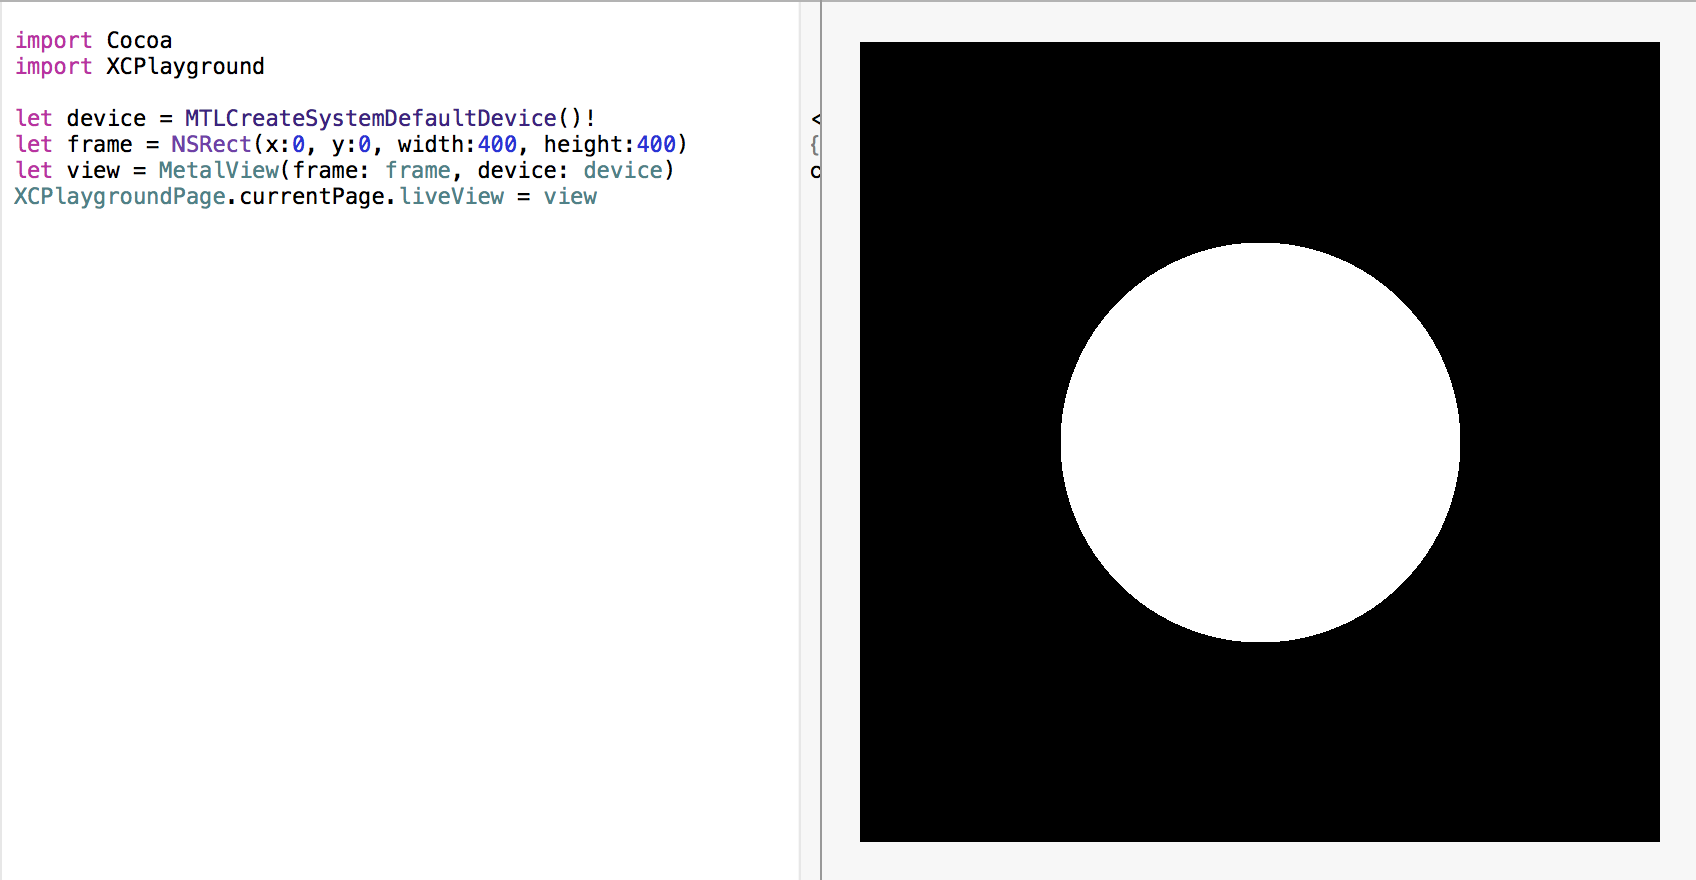 import Cocoa
import XCPlayground
let device = MTLCreateSystemDefaultDevice()!
let frame = NSRect(x:0, y:0, width:400, height:400)
let view = MetalView(frame: frame, device: device)
XCPlaygroundPage.currentPage.liveView = view